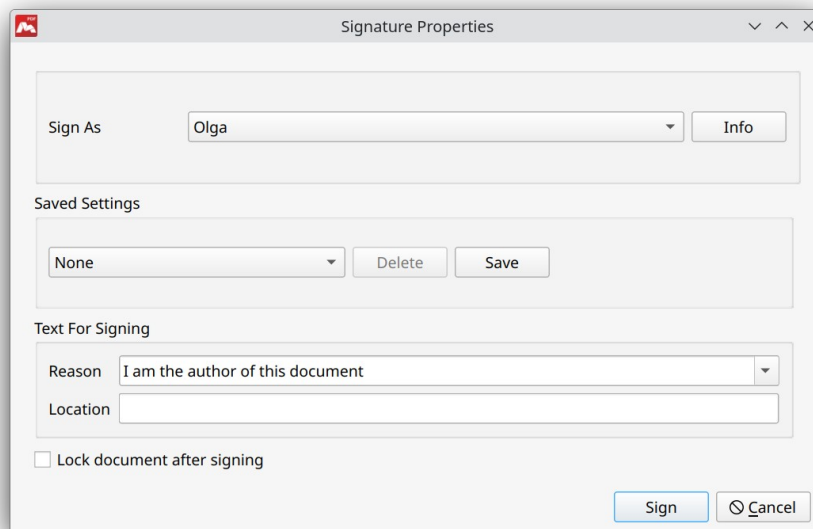 PDF
Signature Properties
Sign As Olga Info
Saved Settings
None Delete Save
Text For Signing
Reason I am the author of this document
Location
Lock document after signing
Sign Cancel